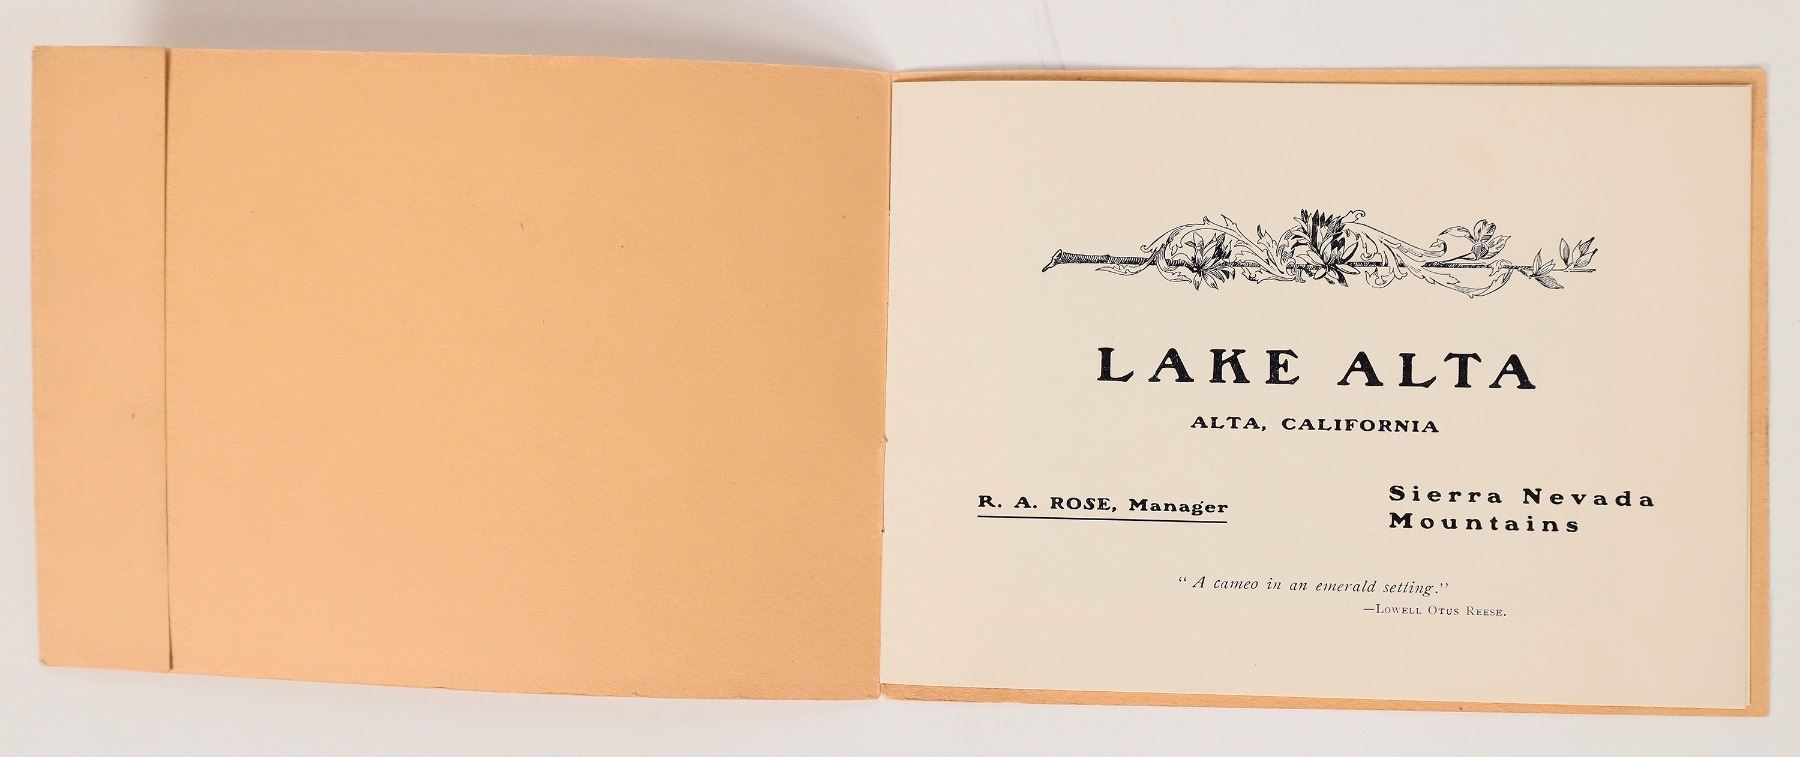 LAKE ALTA
ALTA, CALIFORNIA
R. A. ROSE, Manager
Sierra Nevada
Mountains
“A cameo in an emerald setting.”
—Lowell Otus Reese.